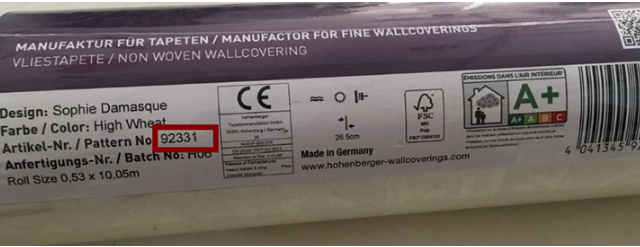 MANUFAKTUR FÜR TAPETEN / MANUFACTOR FOR FINE WALLCOVERINGS
VLIESTAPETE / NON WOVEN WALLCOVERING
Design: Sophie Damasque
Farbe / Color: High Wheat
Artikel-Nr. / Pattern No 92331
Anfertigungs-Nr. / Batch No: H06
Roll Size 0,53 x 10,05m
CE
26.5cm
FSC
Made in Germany
www.hohenberger-wallcoverings.com
ÉMISSIONS DANS L'AIR INTÉRIEUR*
A+
A+ A B C
4 041345 92